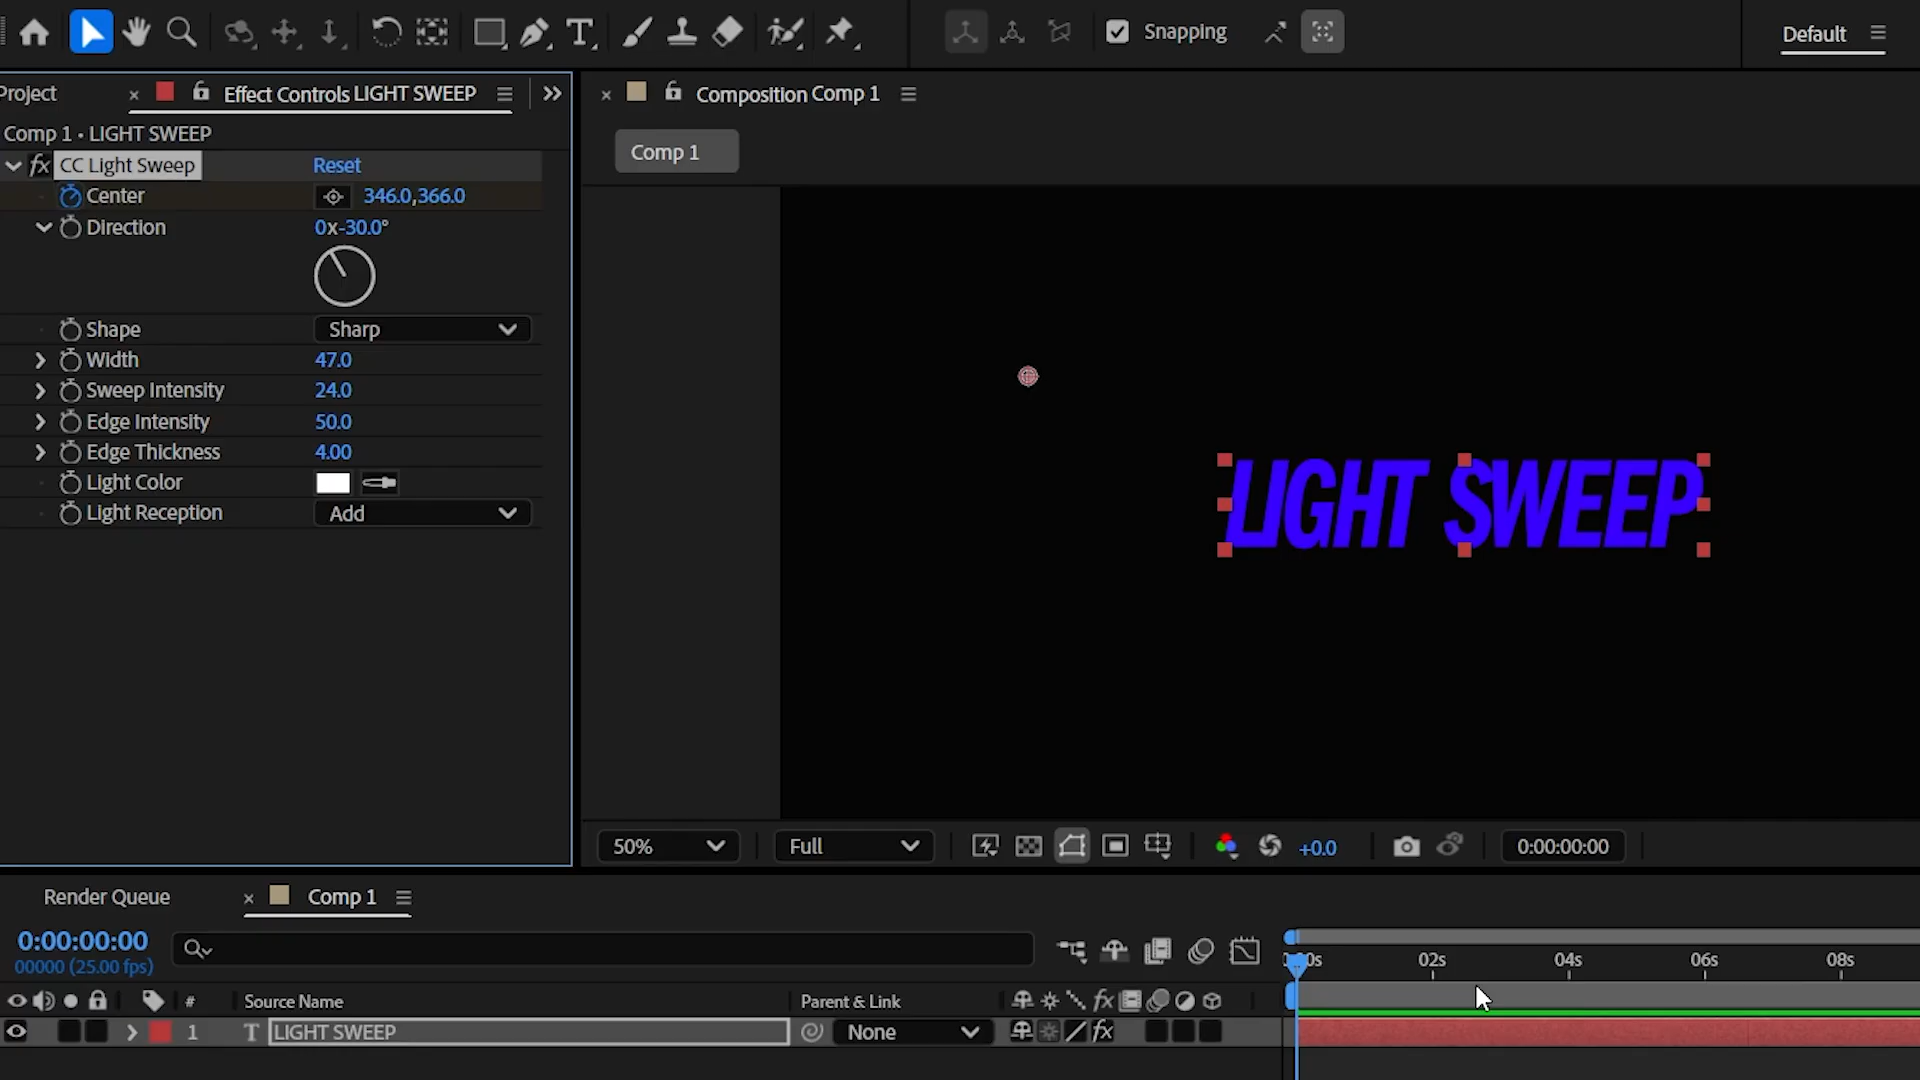 Snapping
Default
Project
Effect Controls LIGHT SWEEP
Composition Comp 1
Comp 1 • LIGHT SWEEP
Comp 1
fx CC Light Sweep Reset
Center 346.0,366.0
Direction 0x-30.0°
Shape Sharp
Width 47.0
Sweep Intensity 24.0
Edge Intensity 50.0
Edge Thickness 4.00
Light Color
Light Reception Add
LIGHT SWEEP
50% Full +0.0 0:00:00:00
Render Queue Comp 1
0:00:00:00
00000 (25.00 fps)
02s 04s 06s 08s
# Source Name Parent & Link fx
1 T LIGHT SWEEP None fx